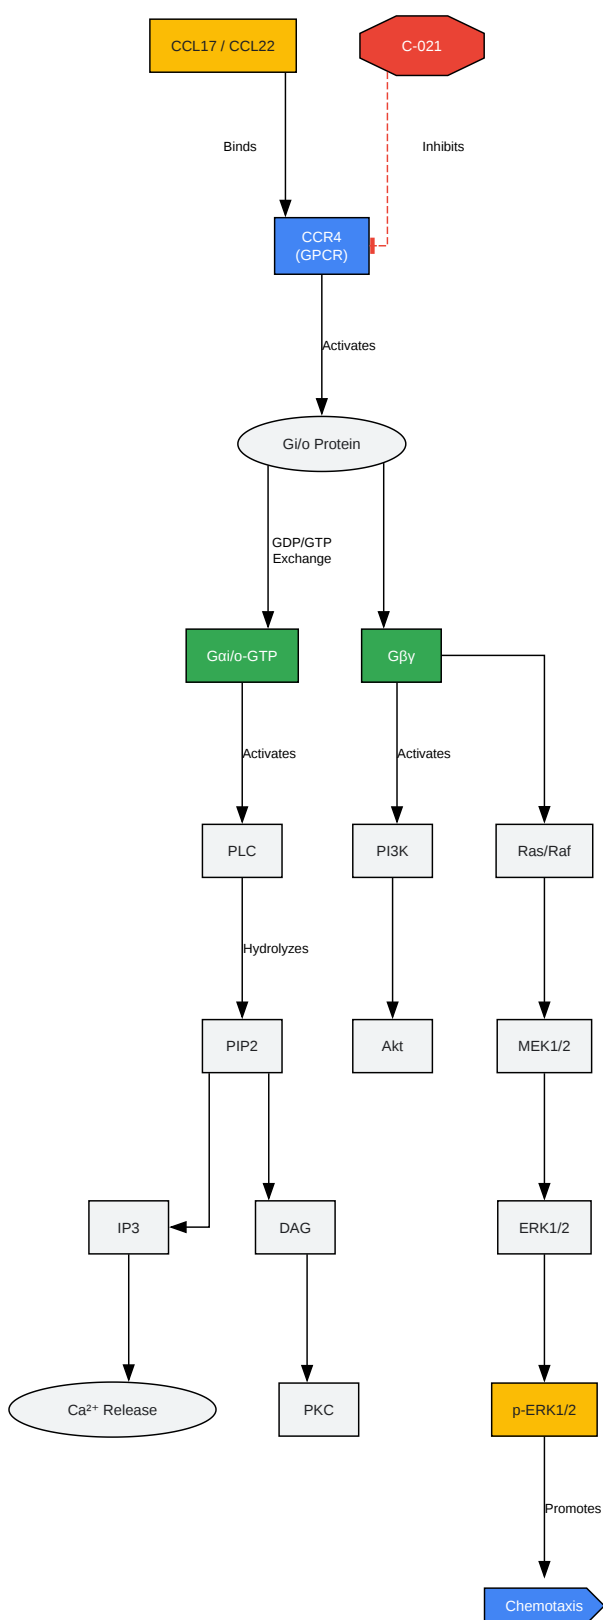 CCL17 / CCL22
C-021
Binds
Inhibits
CCR4
(GPCR)
Activates
Gi/o Protein
GDP/GTP
Exchange
Gαi/o-GTP
Gβγ
Activates
Activates
PLC
PI3K
Ras/Raf
Hydrolyzes
PIP2
Akt
MEK1/2
IP3
DAG
ERK1/2
Ca²⁺ Release
PKC
p-ERK1/2
Promotes
Chemotaxis